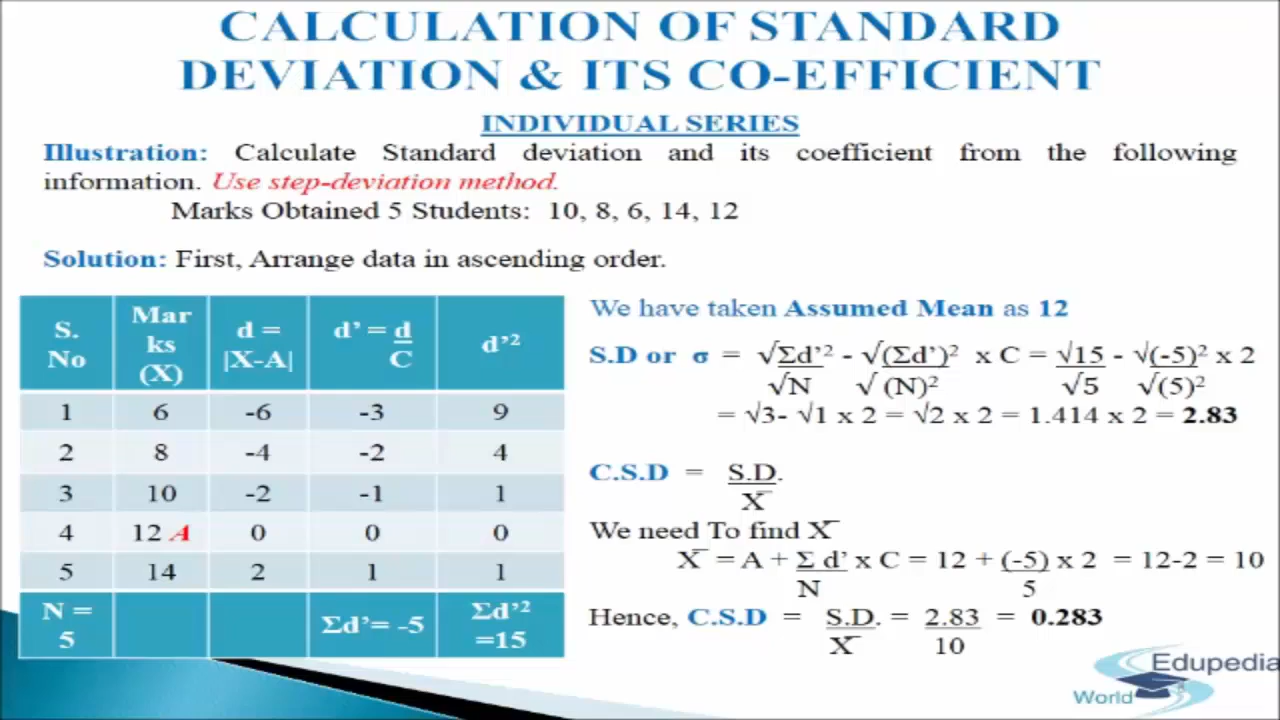 CALCULATION OF STANDARD
DEVIATION & ITS CO-EFFICIENT
INDIVIDUAL SERIES
Illustration: Calculate Standard deviation and its coefficient from the following
information. Use step-deviation method.
Marks Obtained 5 Students: 10, 8, 6, 14, 12
Solution: First, Arrange data in ascending order.
S. No | Mar ks (X) | d = |X-A| | d’ = d/C | d’²
1 | 6 | -6 | -3 | 9
2 | 8 | -4 | -2 | 4
3 | 10 | -2 | -1 | 1
4 | 12 A | 0 | 0 | 0
5 | 14 | 2 | 1 | 1
N = 5 | | | Σd’= -5 | Σd’² =15
We have taken Assumed Mean as 12
S.D or σ = √Σd’² - √(Σd’)² x C = √15 - √(-5)² x 2
√N √ (N)² √5 √(5)²
= √3- √1 x 2 = √2 x 2 = 1.414 x 2 = 2.83
C.S.D = S.D.
X̄
We need To find X̄
X̄ = A + Σ d’ x C = 12 + (-5) x 2 = 12-2 = 10
N 5
Hence, C.S.D = S.D. = 2.83 = 0.283
X̄ 10
Edupedia
World